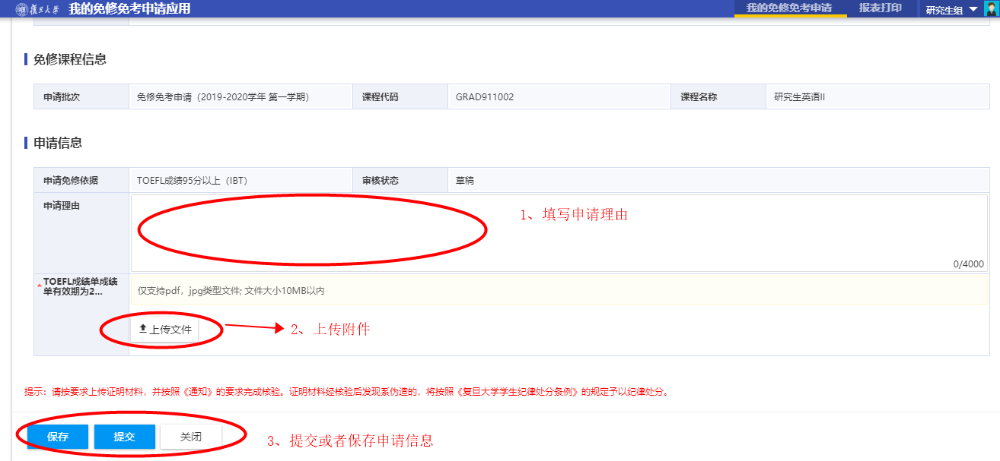 复旦大学 我的免修免考申请应用 我的免修免考申请 报表打印 研究生组
免修课程信息
申请批次 免修免考申请（2019-2020学年 第一学期） 课程代码 GRAD911002 课程名称 研究生英语II
申请信息
申请免修依据 TOEFL成绩95分以上（IBT） 审核状态 草稿
申请理由
1、填写申请理由
0/4000
* TOEFL成绩单成绩
单有效期为2...
仅支持pdf，jpg类型文件; 文件大小10MB以内
上传文件 2、上传附件
提示：请按要求上传证明材料，并按照《通知》的要求完成核验。证明材料经核验后发现系伪造的，将按照《复旦大学学生纪律处分条例》的规定予以纪律处分。
保存 提交 关闭 3、提交或者保存申请信息